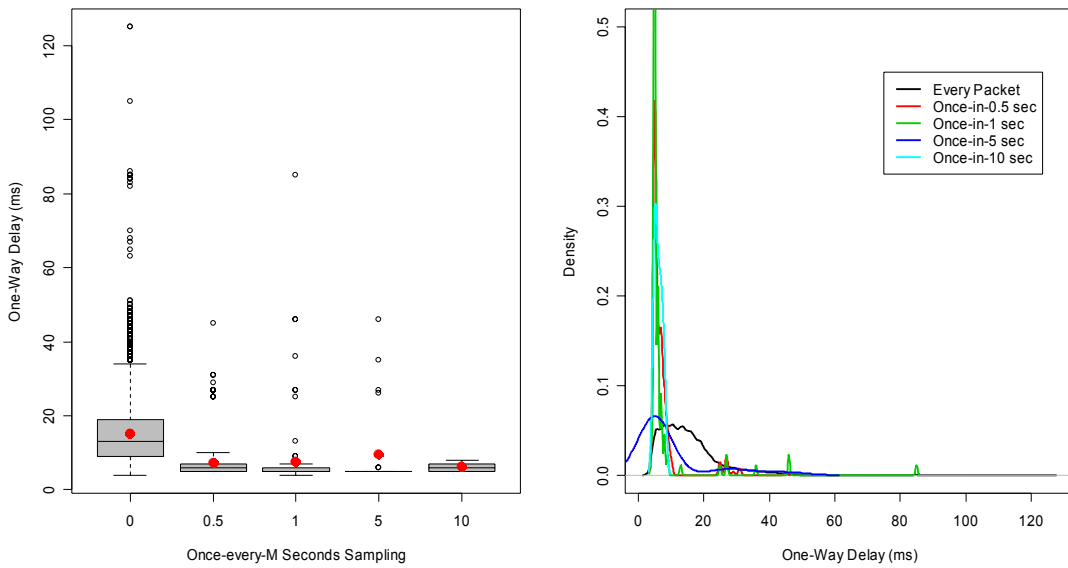 One-Way Delay (ms)
0 20 40 60 80 100 120
0 0.5 1 5 10
Once-every-M Seconds Sampling
Density
0.0 0.1 0.2 0.3 0.4 0.5
Every Packet
Once-in-0.5 sec
Once-in-1 sec
Once-in-5 sec
Once-in-10 sec
0 20 40 60 80 100 120
One-Way Delay (ms)